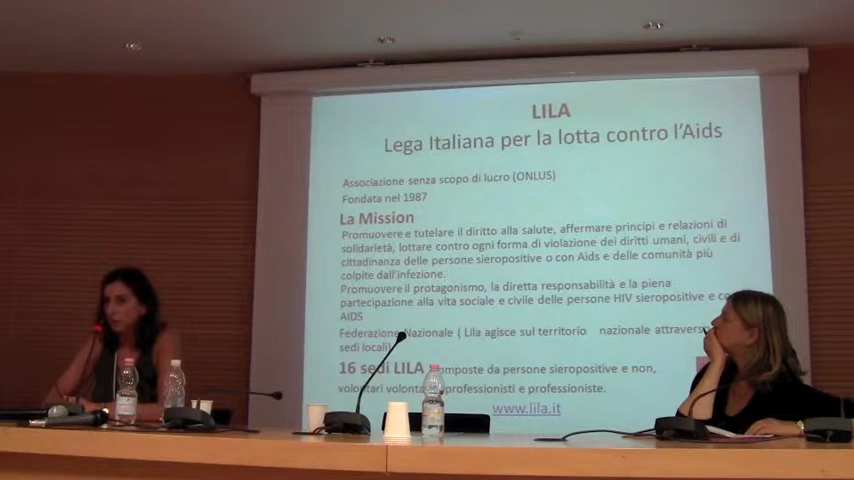 LILA
Lega Italiana per la lotta contro l'Aids
Associazione senza scopo di lucro (ONLUS)
Fondata nel 1987
La Mission
Promuovere e tutelare il diritto alla salute, affermare principi e relazioni di
solidarietà, lottare contro ogni forma di violazione dei diritti umani, civili e di
cittadinanza delle persone sieropositive o con Aids e delle comunità più
colpite dall'infezione.
Promuovere il protagonismo, la diretta responsabilità e la piena
partecipazione alla vita sociale e civile delle persone HIV sieropositive e
AIDS
Federazione Nazionale ( Lila agisce sul territorio nazionale attraverso
sedi locali
16 sedi LILA composte da persone sieropositive e non,
volontari professionisti e professioniste.
www.lila.it